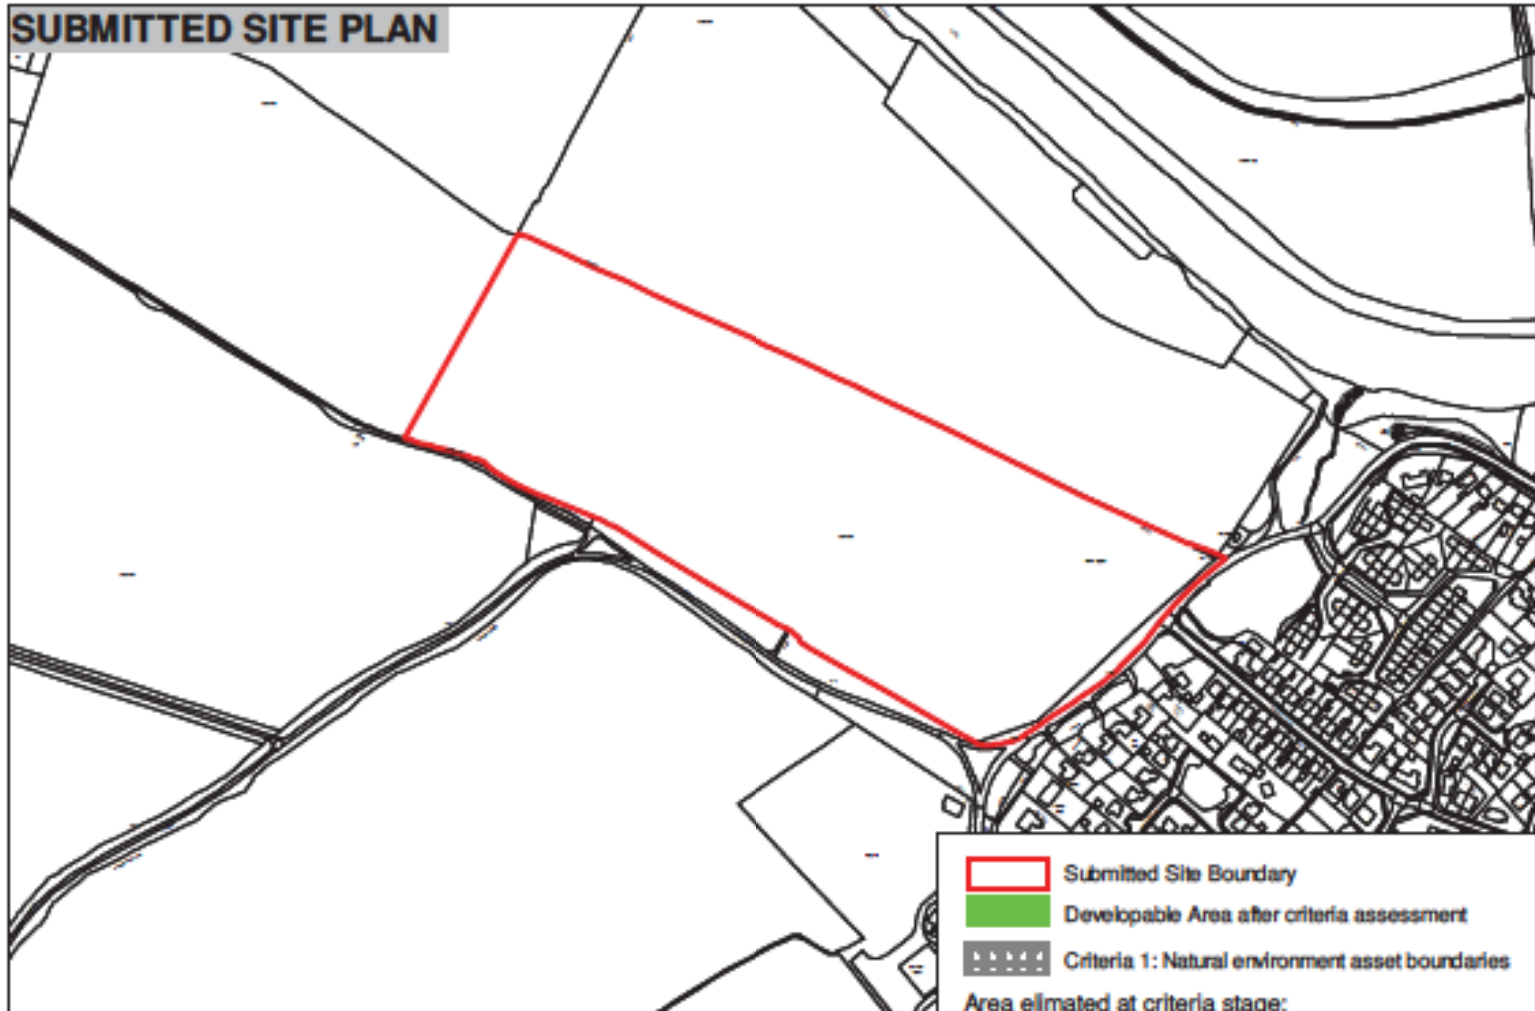 SUBMITTED SITE PLAN
Submitted Site Boundary
Developable Area after criteria assessment
Criteria 1: Natural environment asset boundaries
Area elimated at criteria stage: